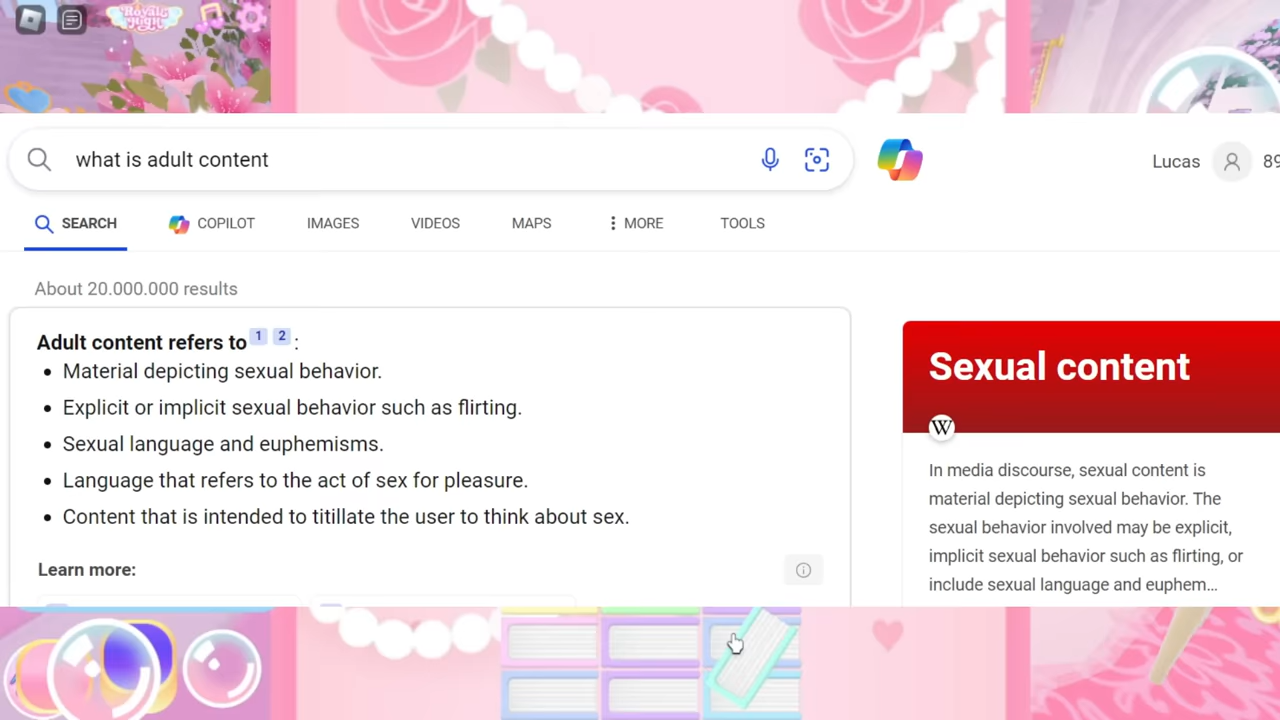 Royale
High
what is adult content
Lucas 89
SEARCH COPILOT IMAGES VIDEOS MAPS MORE TOOLS
About 20.000.000 results
Adult content refers to 1 2 :
• Material depicting sexual behavior.
• Explicit or implicit sexual behavior such as flirting.
• Sexual language and euphemisms.
• Language that refers to the act of sex for pleasure.
• Content that is intended to titillate the user to think about sex.
Learn more:
Sexual content
W
In media discourse, sexual content is
material depicting sexual behavior. The
sexual behavior involved may be explicit,
implicit sexual behavior such as flirting, or
include sexual language and euphem...